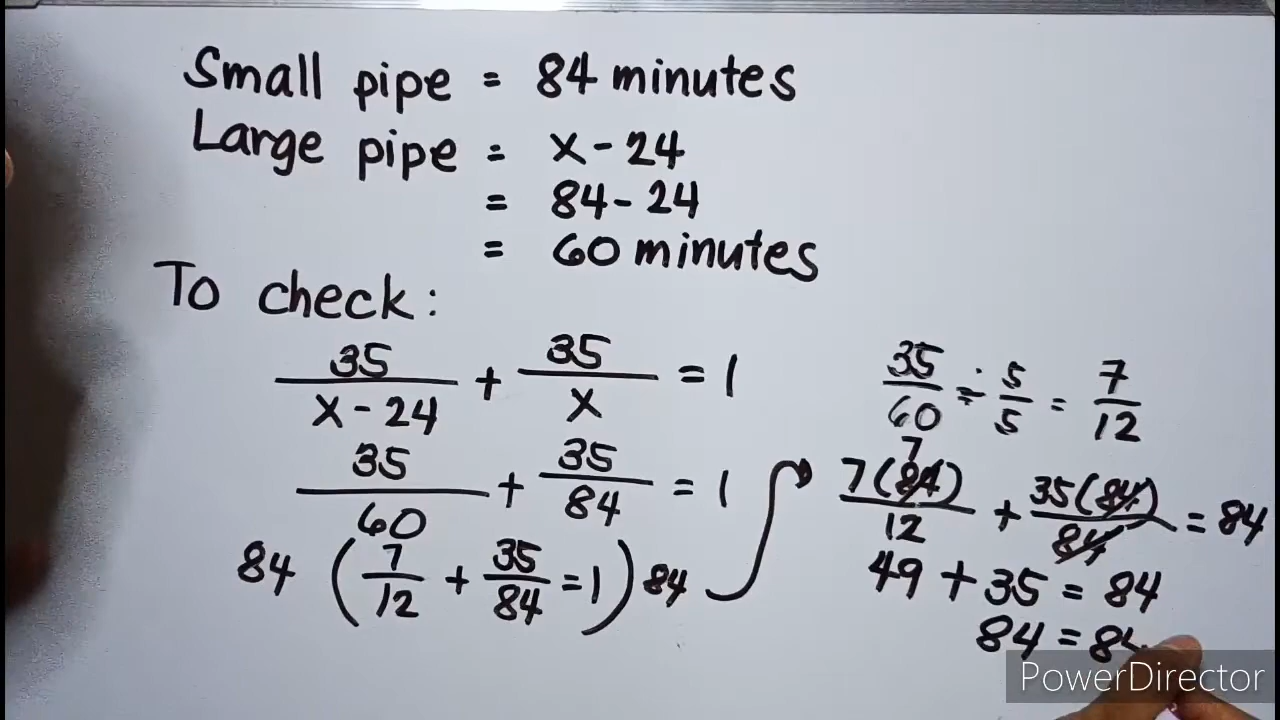 Small pipe = 84 minutes
Large pipe = x - 24
= 84 - 24
= 60 minutes
To check:
35/(x - 24) + 35/x = 1
35/60 + 35/84 = 1
84 (7/12 + 35/84 = 1) 84
35/60 ÷ 5/5 = 7/12
7
7(84)/12 + 35(84)/84 = 84
49 + 35 = 84
84 = 84
PowerDirector